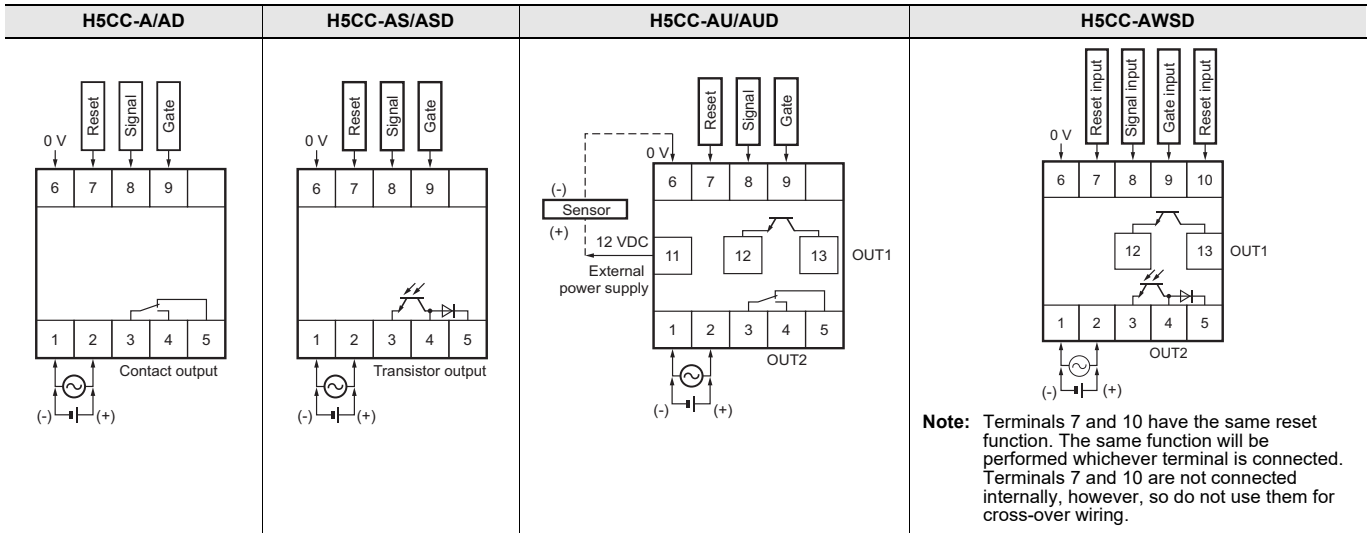 H5CC-A/AD
H5CC-AS/ASD
H5CC-AU/AUD
H5CC-AWSD
0 V
Reset
Signal
Gate
6 7 8 9
1 2 3 4 5
Contact output
(-) (+)
0 V
Reset
Signal
Gate
6 7 8 9
1 2 3 4 5
Transistor output
(-) (+)
Reset
Signal
Gate
0 V
6 7 8 9
(-)
Sensor
(+)
12 VDC
11 12 13 OUT1
External
power supply
1 2 3 4 5
OUT2
(-) (+)
Reset input
Signal input
Gate input
Reset input
0 V
6 7 8 9 10
12 13 OUT1
1 2 3 4 5
OUT2
(-) (+)
Note: Terminals 7 and 10 have the same reset
function. The same function will be
performed whichever terminal is connected.
Terminals 7 and 10 are not connected
internally, however, so do not use them for
cross-over wiring.